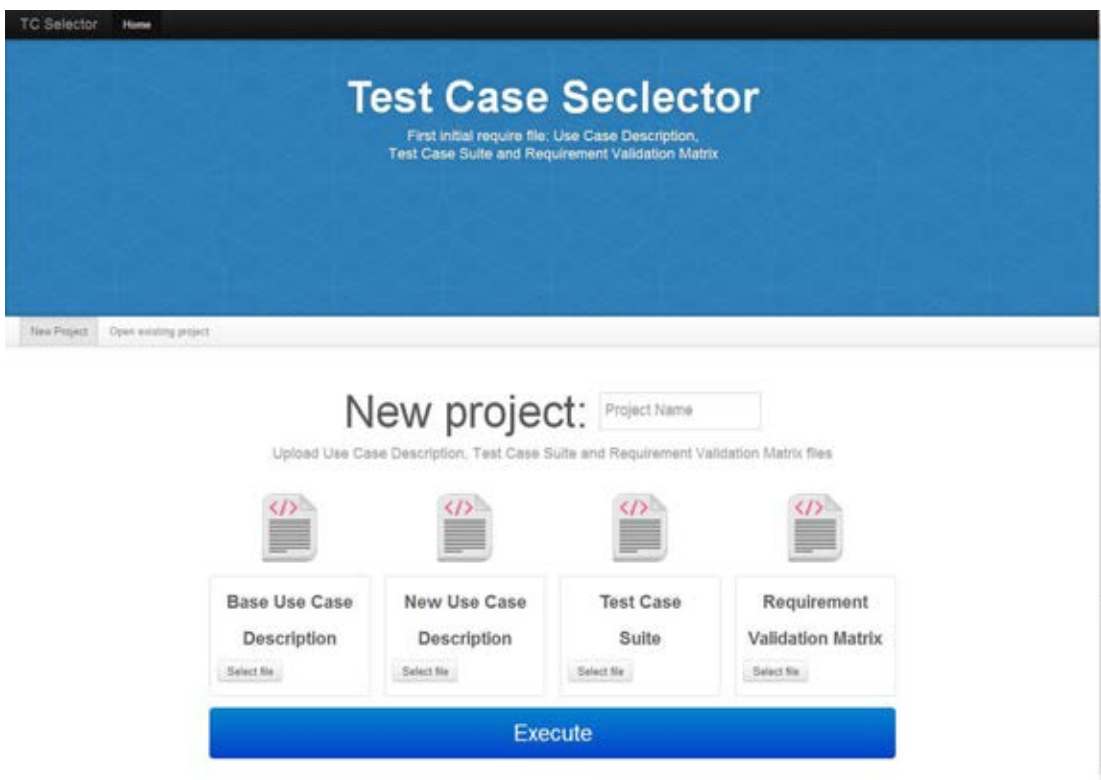 TC Selector Home
Test Case Seclector
First initial require file: Use Case Description,
Test Case Suite and Requirement Validation Matrix
New Project Open existing project
New project: Project Name
Upload Use Case Description, Test Case Suite and Requirement Validation Matrix files
</> </> </> </>
Base Use Case New Use Case Test Case Requirement
Description Description Suite Validation Matrix
Select file Select file Select file Select file
Execute